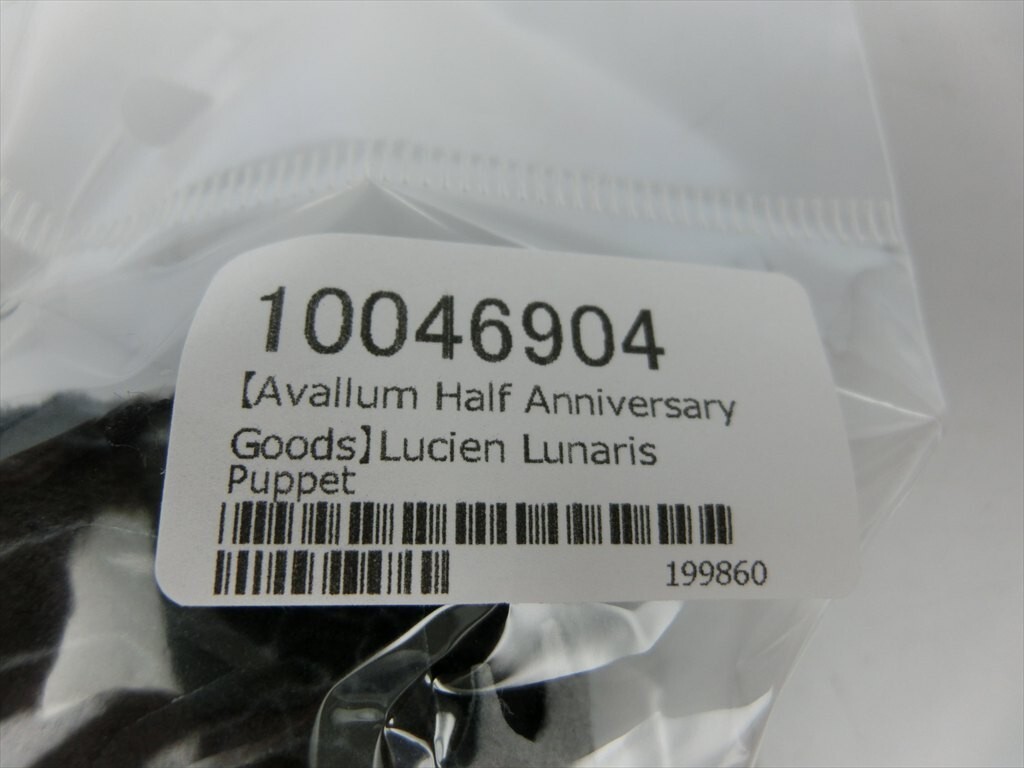 10046904
【Avallum Half Anniversary
Goods】Lucien Lunaris
Puppet
199860